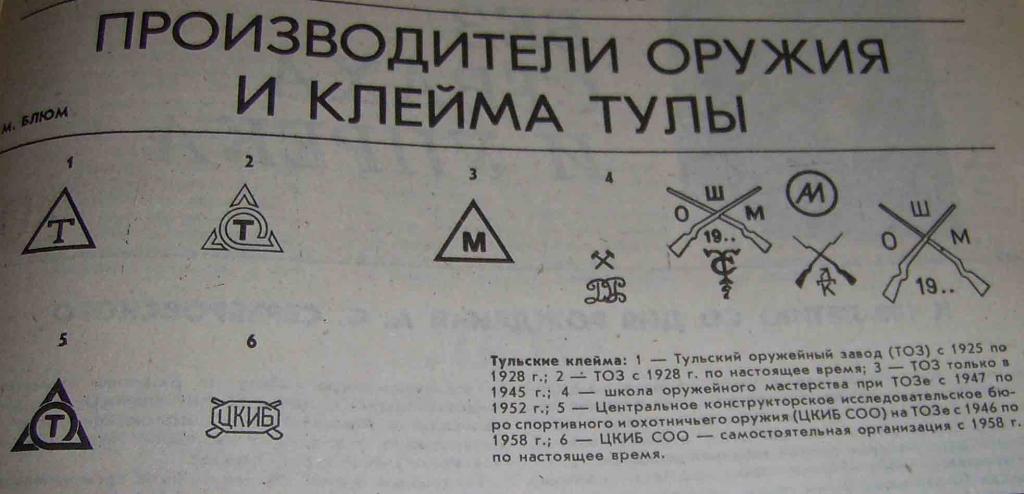 ПРОИЗВОДИТЕЛИ ОРУЖИЯ
И КЛЕЙМА ТУЛЫ
М. БЛЮМ
1
2
3
4
Т
Т
М
О Ш М
19..
О Ш М
19..
5
6
Т
ЦКИБ
Тульские клейма: 1 — Тульский оружейный завод (ТОЗ) с 1925 по
1928 г.; 2 — ТОЗ с 1928 г. по настоящее время; 3 — ТОЗ только в
1945 г.; 4 — школа оружейного мастерства при ТОЗе с 1947 по
1952 г.; 5 — Центральное конструкторское исследовательское бю-
ро спортивного и охотничьего оружия (ЦКИБ СОО) на ТОЗе с 1946 по
1958 г.; 6 — ЦКИБ СОО — самостоятельная организация с 1958 г.
по настоящее время.